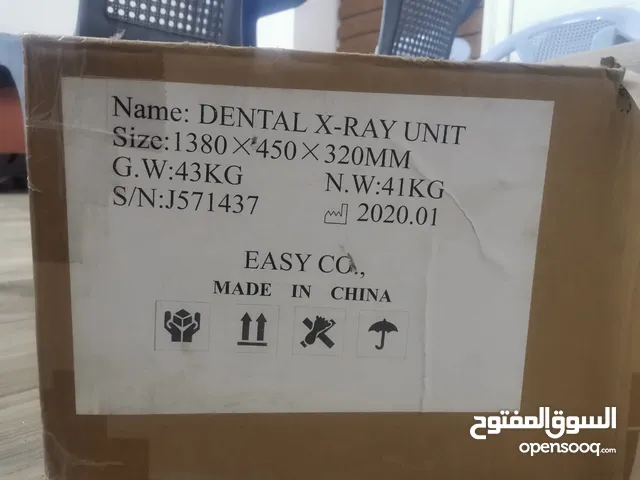 Name: DENTAL X-RAY UNIT
Size:1380×450×320MM
G.W:43KG N.W:41KG
S/N:J571437 2020.01
EASY CO.,
MADE IN CHINA
السوق المفتوح
opensooq.com